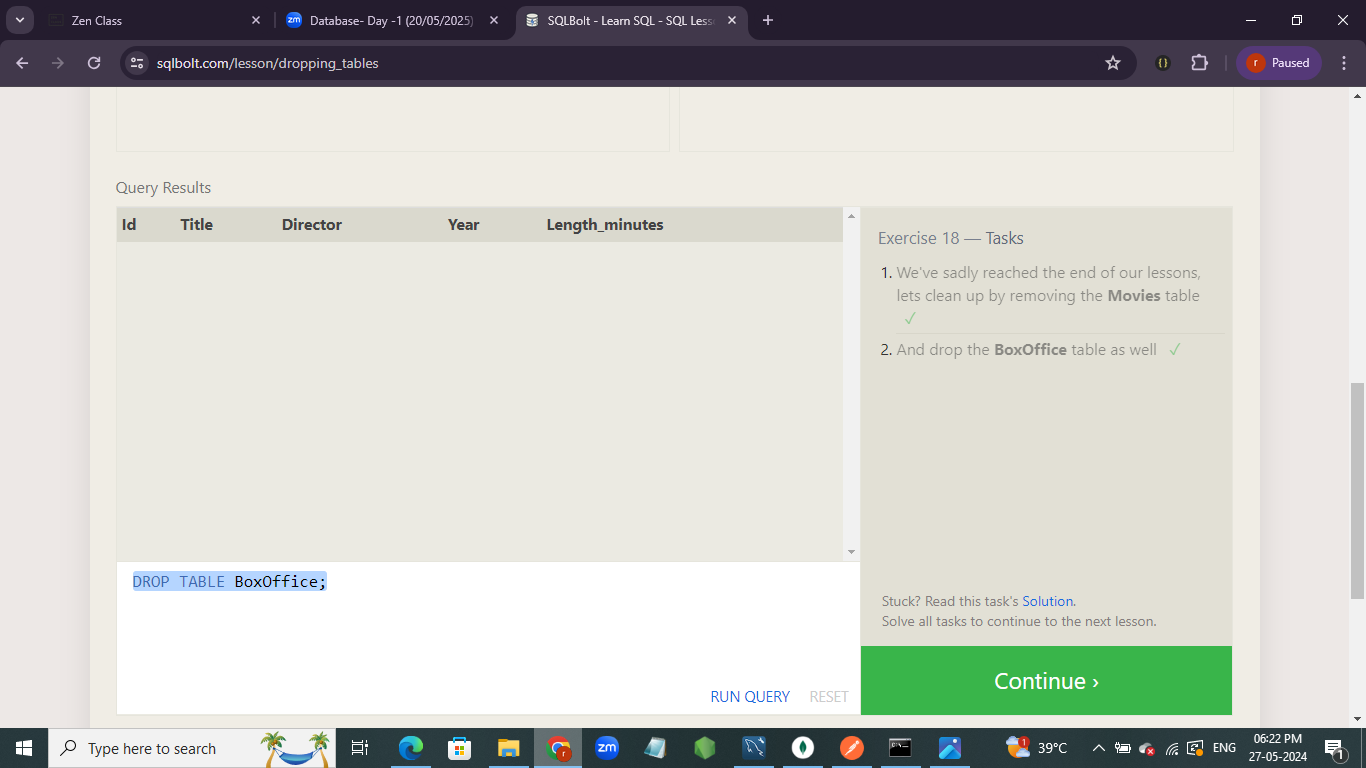 Zen Class
Database- Day -1 (20/05/2025)
SQLBolt - Learn SQL - SQL Less
sqlbolt.com/lesson/dropping_tables
r Paused
Query Results
Id Title Director Year Length_minutes
Exercise 18 — Tasks
1. We've sadly reached the end of our lessons,
lets clean up by removing the Movies table
✓
2. And drop the BoxOffice table as well ✓
DROP TABLE BoxOffice;
Stuck? Read this task's Solution.
Solve all tasks to continue to the next lesson.
RUN QUERY RESET
Continue ›
Type here to search
39°C
ENG
06:22 PM
27-05-2024